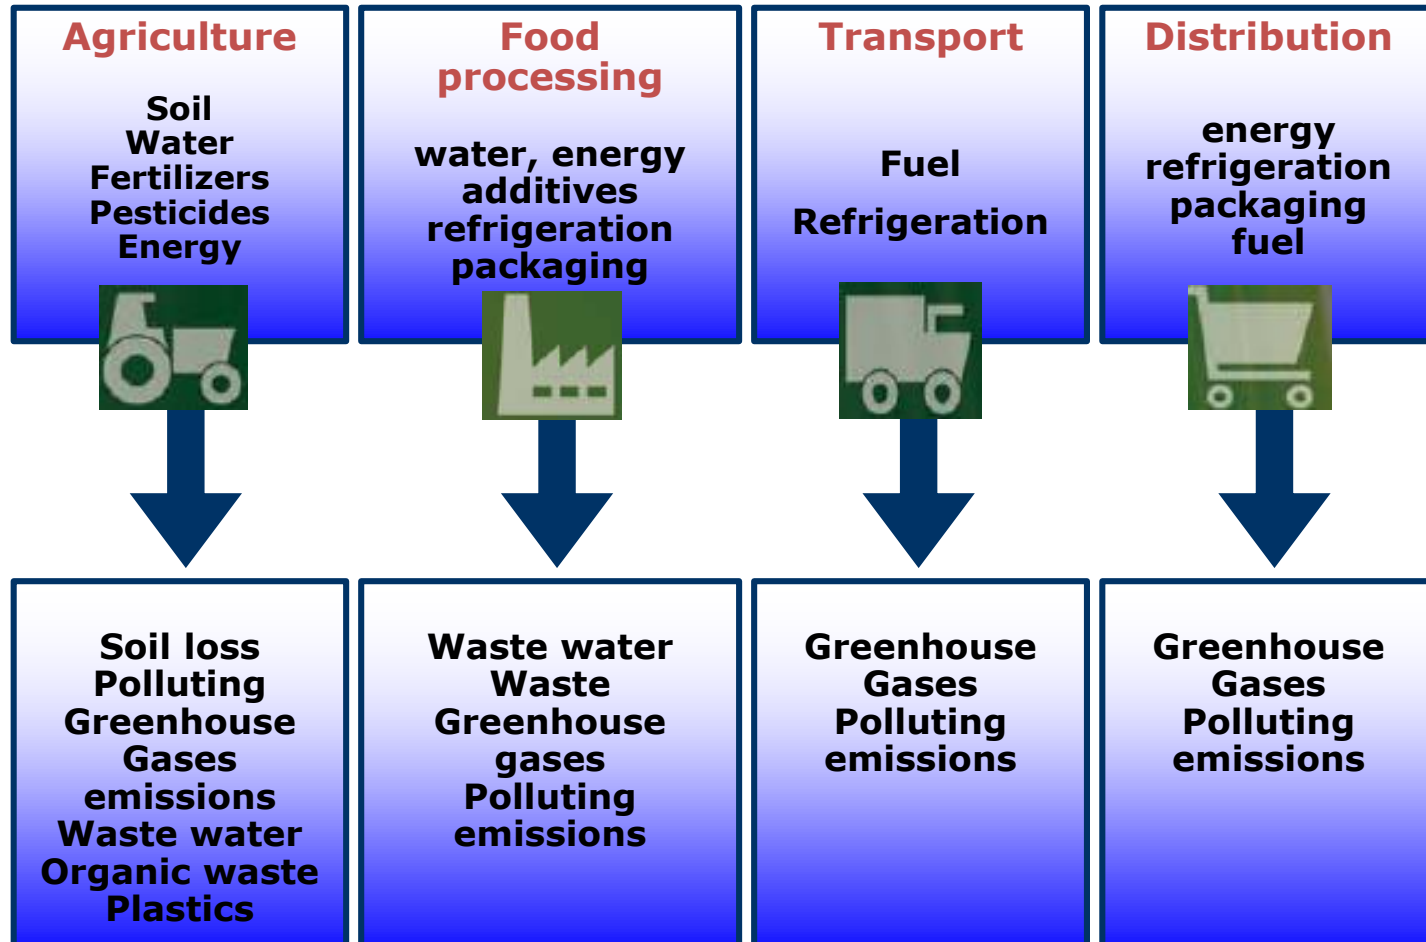 Agriculture
Soil
Water
Fertilizers
Pesticides
Energy
Food
processing
water, energy
additives
refrigeration
packaging
Transport
Fuel
Refrigeration
Distribution
energy
refrigeration
packaging
fuel
Soil loss
Polluting
Greenhouse
Gases
emissions
Waste water
Organic waste
Plastics
Waste water
Waste
Greenhouse
gases
Polluting
emissions
Greenhouse
Gases
Polluting
emissions
Greenhouse
Gases
Polluting
emissions